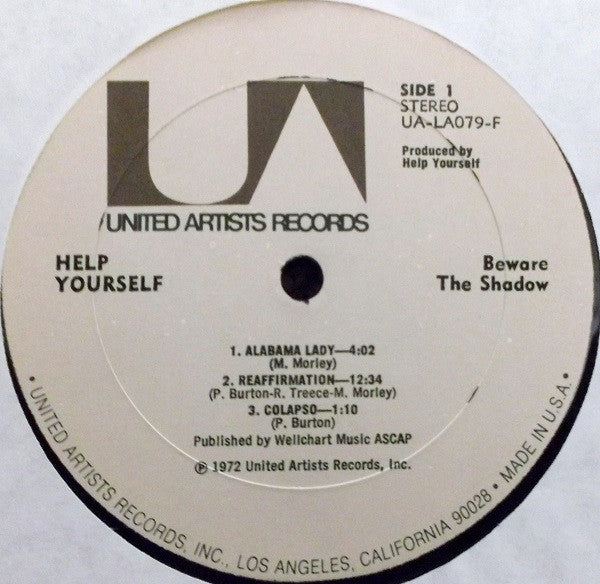 UA
UNITED ARTISTS RECORDS
SIDE 1
STEREO
UA-LA079-F
Produced by
Help Yourself
HELP
YOURSELF
Beware
The Shadow
1. ALABAMA LADY—4:02
(M. Morley)
2. REAFFIRMATION—12:34
(P. Burton-R. Treece-M. Morley)
3. COLAPSO—1:10
(P. Burton)
Published by Wellchart Music ASCAP
℗ 1972 United Artists Records, Inc.
• UNITED ARTISTS RECORDS, INC., LOS ANGELES, CALIFORNIA 90028 • MADE IN U.S.A. •